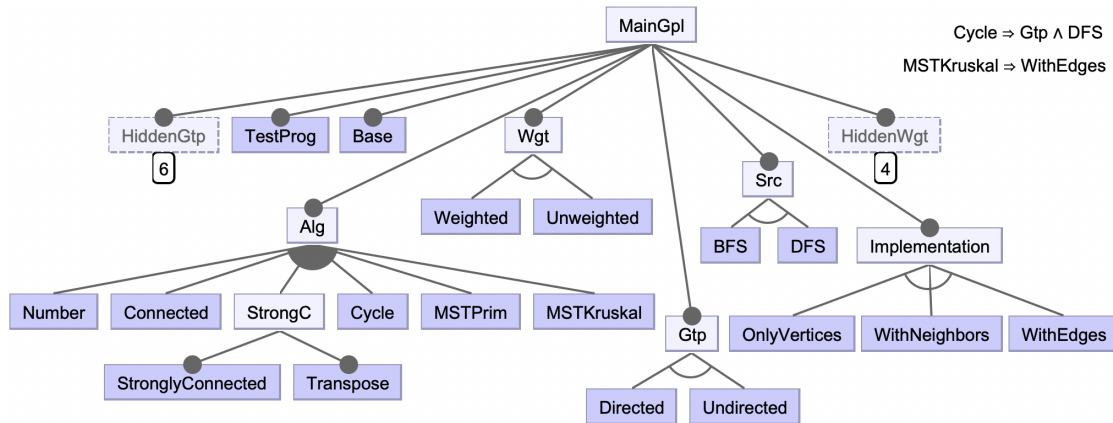 MainGpl
Cycle ⇒ Gtp ∧ DFS
MSTKruskal ⇒ WithEdges
HiddenGtp
TestProg
Base
Wgt
HiddenWgt
6
4
Src
Weighted
Unweighted
Alg
BFS
DFS
Implementation
Number
Connected
StrongC
Cycle
MSTPrim
MSTKruskal
Gtp
OnlyVertices
WithNeighbors
WithEdges
StronglyConnected
Transpose
Directed
Undirected